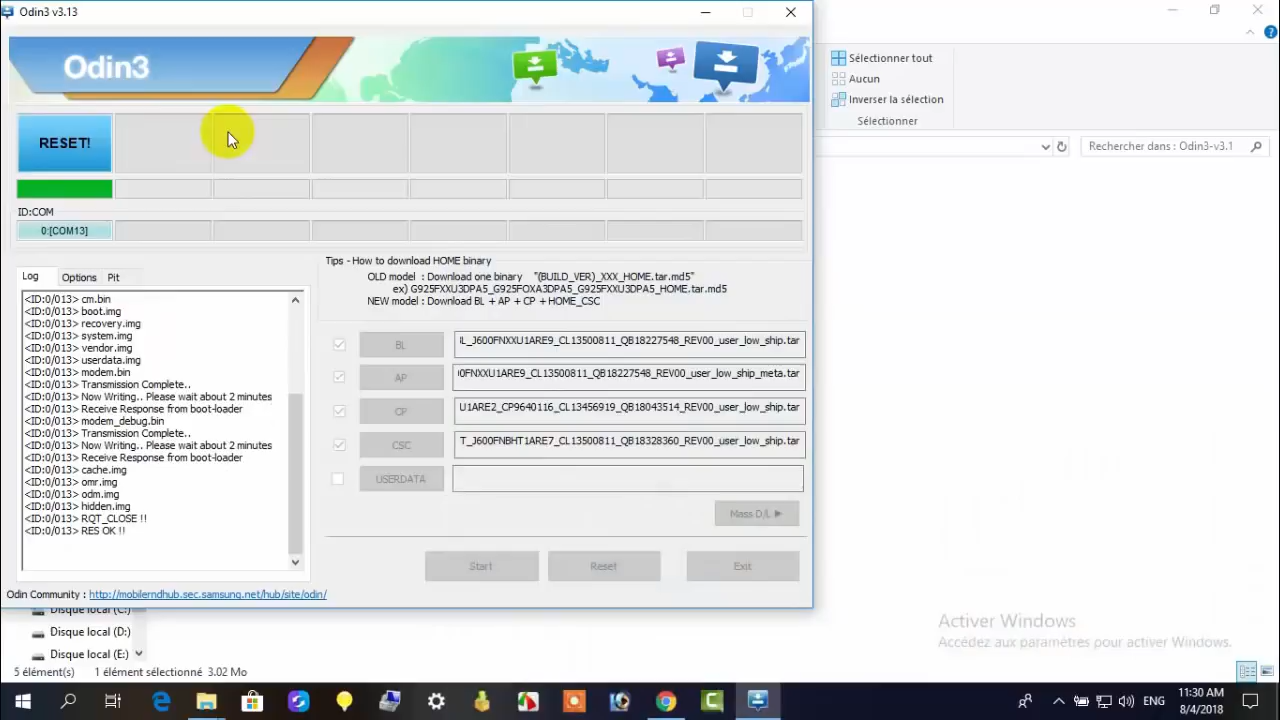 Odin3 v3.13
Odin3
Sélectionner tout
Aucun
Inverser la sélection
Sélectionner
Rechercher dans : Odin3-v3.1
RESET!
ID:COM
0:[COM13]
Log
Options
Pit
Tips - How to download HOME binary
OLD model : Download one binary "(BUILD_VER)_XXX_HOME.tar.md5"
ex) G925FXXU3DPA5_G925FOXA3DPA5_G925FXXU3DPA5_HOME.tar.md5
NEW model : Download BL + AP + CP + HOME_CSC
<ID:0/013> cm.bin
<ID:0/013> boot.img
<ID:0/013> recovery.img
<ID:0/013> system.img
<ID:0/013> vendor.img
<ID:0/013> userdata.img
<ID:0/013> modem.bin
<ID:0/013> Transmission Complete..
<ID:0/013> Now Writing.. Please wait about 2 minutes
<ID:0/013> Receive Response from boot-loader
<ID:0/013> modem_debug.bin
<ID:0/013> Transmission Complete..
<ID:0/013> Now Writing.. Please wait about 2 minutes
<ID:0/013> Receive Response from boot-loader
<ID:0/013> cache.img
<ID:0/013> omr.img
<ID:0/013> odm.img
<ID:0/013> hidden.img
<ID:0/013> RQT_CLOSE !!
<ID:0/013> RES OK !!
BL
L_J600FNXXU1ARE9_CL13500811_QB18227548_REV00_user_low_ship.tar
AP
0FNXXU1ARE9_CL13500811_QB18227548_REV00_user_low_ship_meta.tar
CP
U1ARE2_CP9640116_CL13456919_QB18043514_REV00_user_low_ship.tar
CSC
T_J600FNBHT1ARE7_CL13500811_QB18328360_REV00_user_low_ship.tar
USERDATA
Mass D/L
Start
Reset
Exit
Odin Community : http://mobilerndhub.sec.samsung.net/hub/site/odin/
Disque local (C:)
Disque local (D:)
Disque local (E:)
Activer Windows
Accédez aux paramètres pour activer Windows.
5 élément(s) 1 élément sélectionné 3.02 Mo
ENG
11:30 AM
8/4/2018